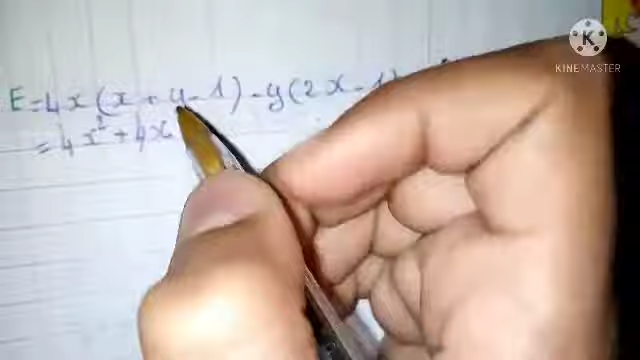 E = 4x(x + y - 1) - y(2x - 1)
= 4x² + 4x
KINEMASTER